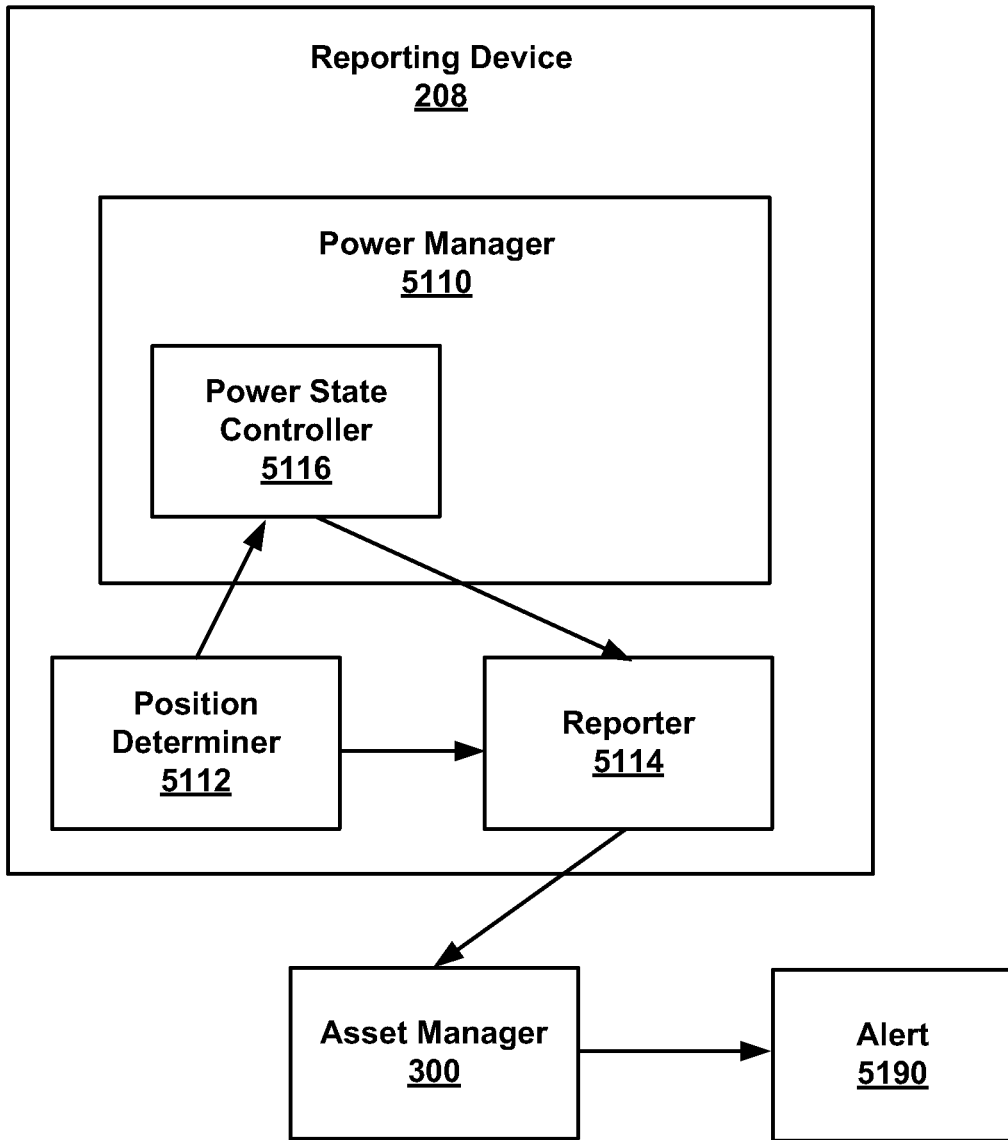 Reporting Device
208
Power Manager
5110
Power State
Controller
5116
Position
Determiner
5112
Reporter
5114
Asset Manager
300
Alert
5190